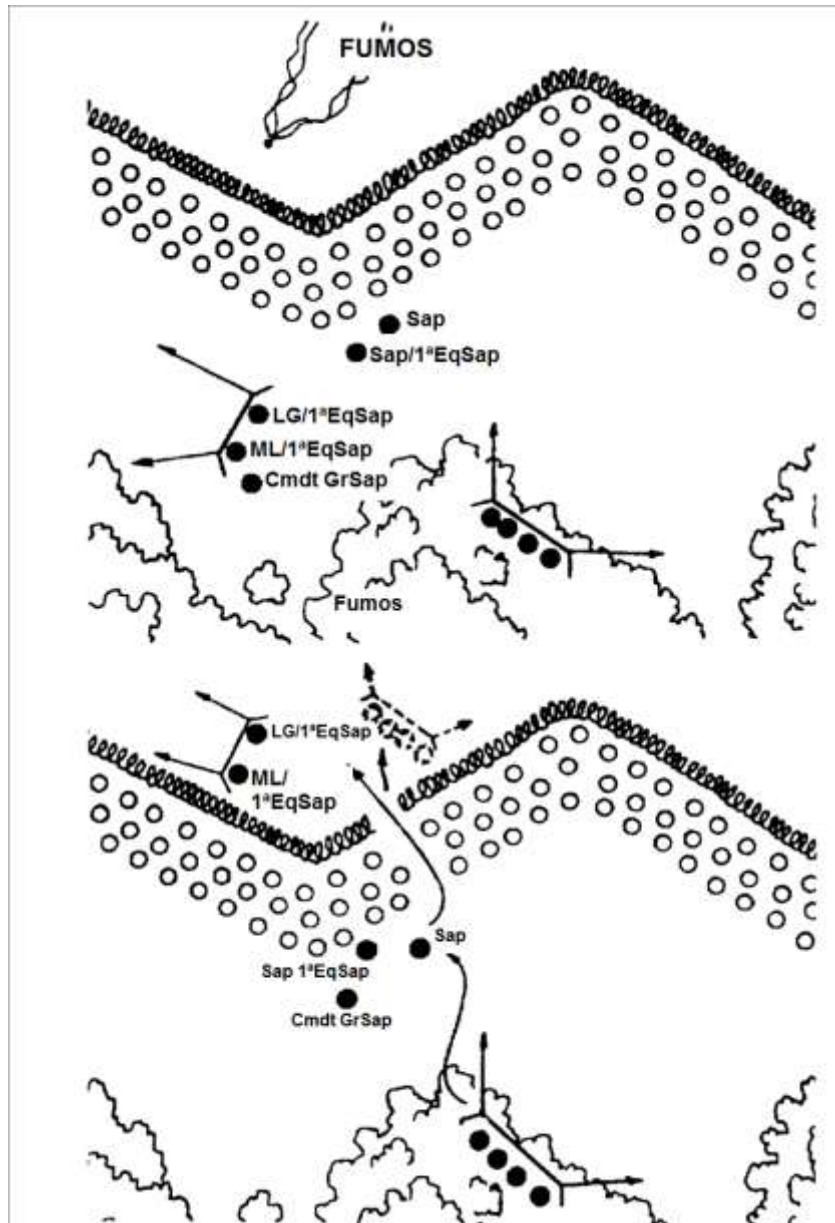 FUMOS
Sap
Sap/1ªEqSap
LG/1ªEqSap
ML/1ªEqSap
Cmdt GrSap
Fumos
LG/1ªEqSap
ML/
1ªEqSap
Sap
Sap 1ªEqSap
Cmdt GrSap